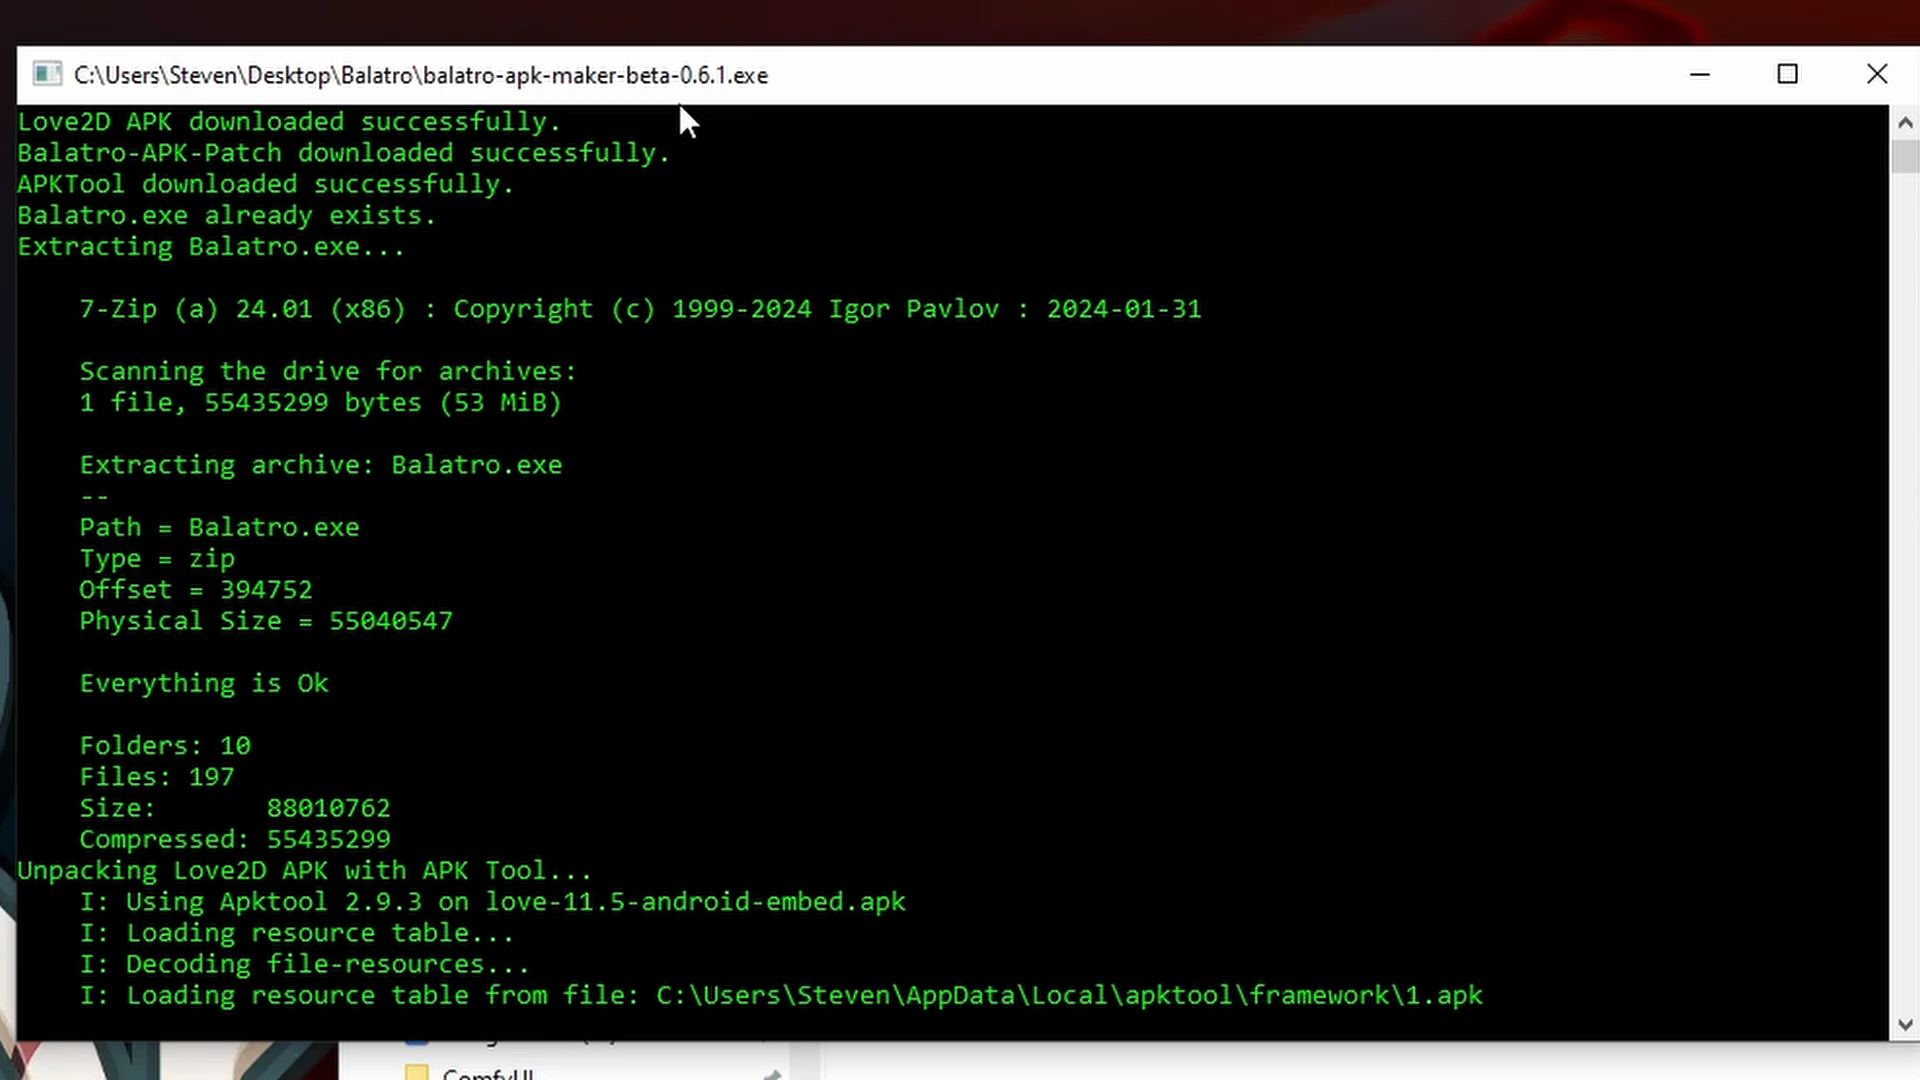 C:\Users\Steven\Desktop\Balatro\balatro-apk-maker-beta-0.6.1.exe
Love2D APK downloaded successfully.
Balatro-APK-Patch downloaded successfully.
APKTool downloaded successfully.
Balatro.exe already exists.
Extracting Balatro.exe...
7-Zip (a) 24.01 (x86) : Copyright (c) 1999-2024 Igor Pavlov : 2024-01-31
Scanning the drive for archives:
1 file, 55435299 bytes (53 MiB)
Extracting archive: Balatro.exe
--
Path = Balatro.exe
Type = zip
Offset = 394752
Physical Size = 55040547
Everything is Ok
Folders: 10
Files: 197
Size:       88010762
Compressed: 55435299
Unpacking Love2D APK with APK Tool...
I: Using Apktool 2.9.3 on love-11.5-android-embed.apk
I: Loading resource table...
I: Decoding file-resources...
I: Loading resource table from file: C:\Users\Steven\AppData\Local\apktool\framework\1.apk
ComfyUI